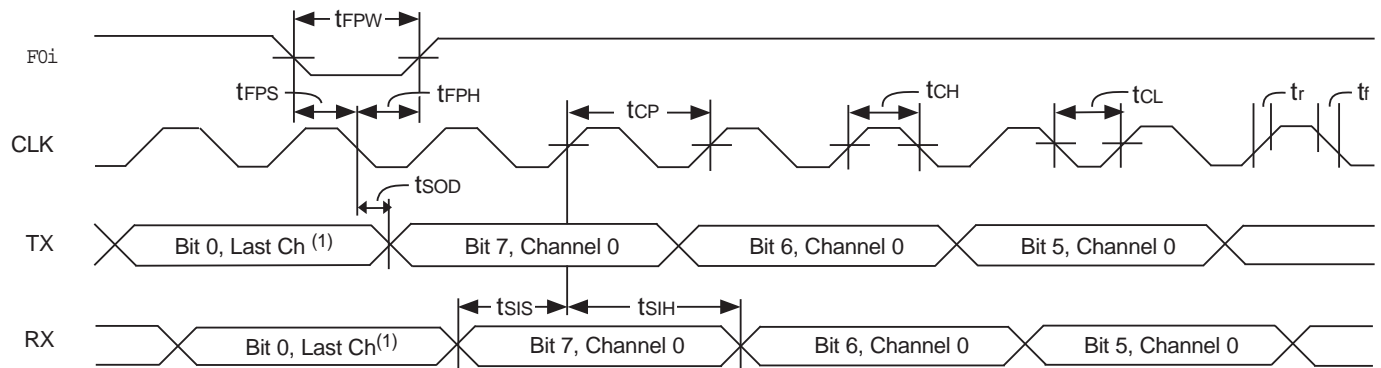 tFPW
F0i
tFPS
tFPH
tCP
tCH
tCL
tr
tf
CLK
tSOD
TX
Bit 0, Last Ch (1)
Bit 7, Channel 0
Bit 6, Channel 0
Bit 5, Channel 0
tSIS
tSIH
RX
Bit 0, Last Ch(1)
Bit 7, Channel 0
Bit 6, Channel 0
Bit 5, Channel 0